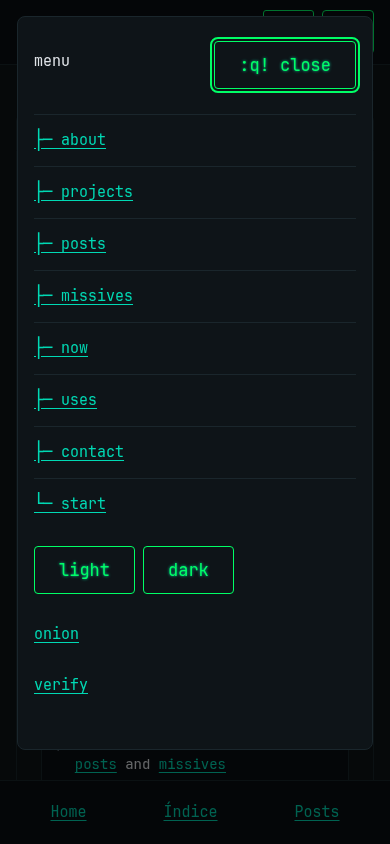 menu
:q! close
├─ about
├─ projects
├─ posts
├─ missives
├─ now
├─ uses
├─ contact
└─ start
light dark
onion
verify
posts and missives
Home Índice Posts